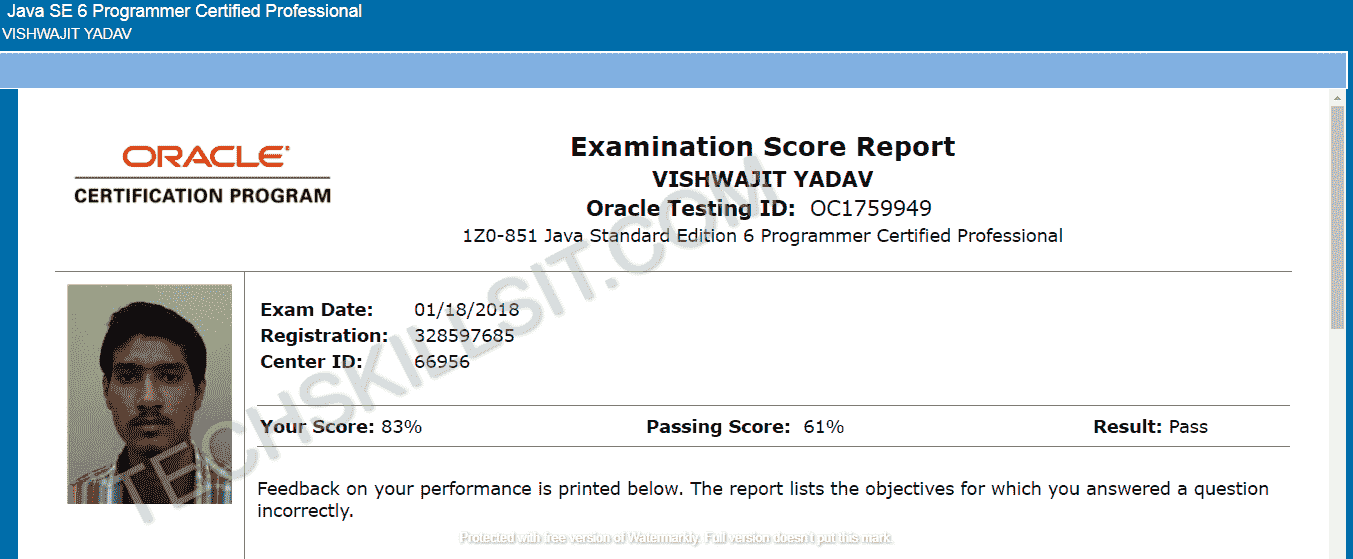 Java SE 6 Programmer Certified Professional
VISHWAJIT YADAV
ORACLE
CERTIFICATION PROGRAM
Examination Score Report
VISHWAJIT YADAV
Oracle Testing ID: OC1759949
1Z0-851 Java Standard Edition 6 Programmer Certified Professional
Exam Date: 01/18/2018
Registration: 328597685
Center ID: 66956
Your Score: 83% Passing Score: 61% Result: Pass
Feedback on your performance is printed below. The report lists the objectives for which you answered a question
incorrectly.
TECHSKILLSIT.COM
Protected with free version of Watermarkly. Full version doesn't put this mark.